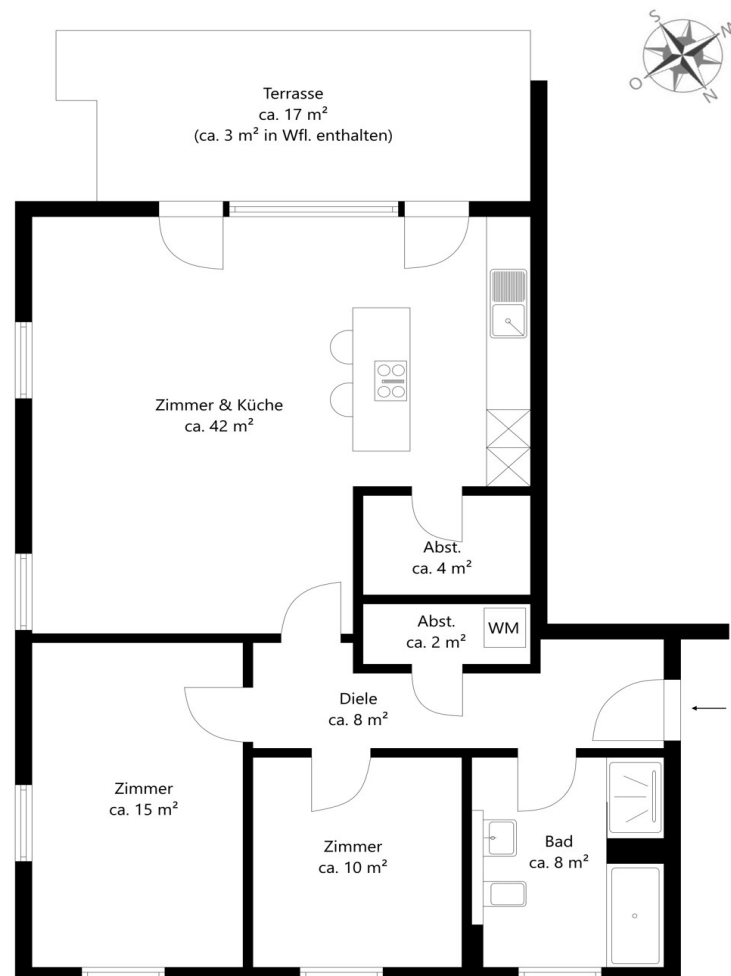 S
W
O
N
Terrasse
ca. 17 m²
(ca. 3 m² in Wfl. enthalten)
Zimmer & Küche
ca. 42 m²
Abst.
ca. 4 m²
Abst.
ca. 2 m²
WM
Diele
ca. 8 m²
Zimmer
ca. 15 m²
Zimmer
ca. 10 m²
Bad
ca. 8 m²